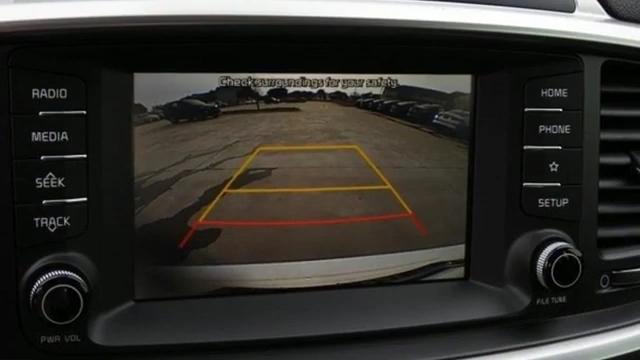 Check surroundings for your safety.
RADIO
MEDIA
SEEK
TRACK
PWR VOL
HOME
PHONE
SETUP
FILE TUNE